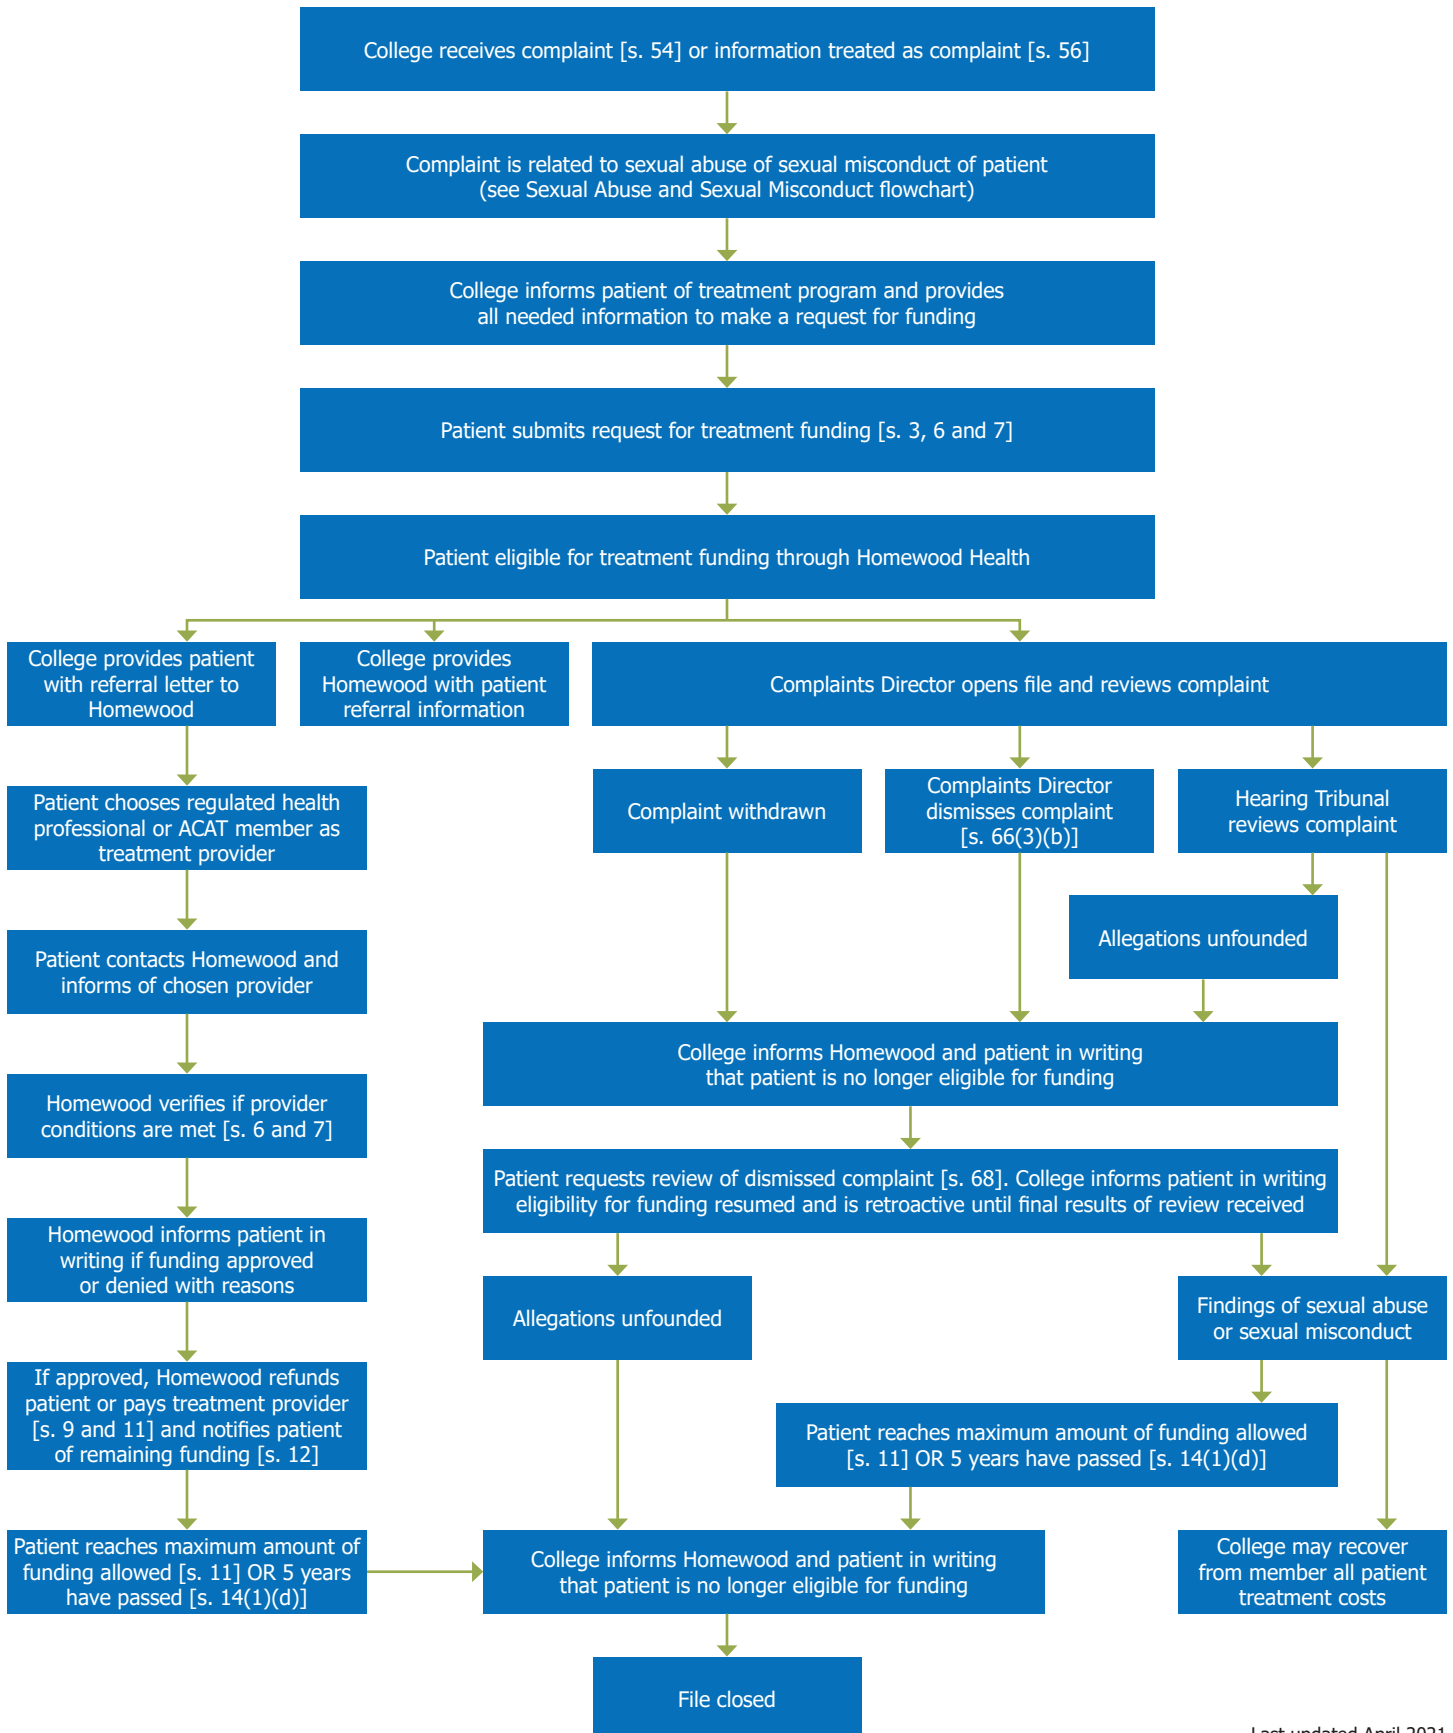 College receives complaint [s. 54] or information treated as complaint [s. 56]
Complaint is related to sexual abuse of sexual misconduct of patient
(see Sexual Abuse and Sexual Misconduct flowchart)
College informs patient of treatment program and provides
all needed information to make a request for funding
Patient submits request for treatment funding [s. 3, 6 and 7]
Patient eligible for treatment funding through Homewood Health
College provides patient
with referral letter to
Homewood
College provides
Homewood with patient
referral information
Complaints Director opens file and reviews complaint
Patient chooses regulated health
professional or ACAT member as
treatment provider
Complaint withdrawn
Complaints Director
dismisses complaint
[s. 66(3)(b)]
Hearing Tribunal
reviews complaint
Allegations unfounded
Patient contacts Homewood and
informs of chosen provider
College informs Homewood and patient in writing
that patient is no longer eligible for funding
Homewood verifies if provider
conditions are met [s. 6 and 7]
Patient requests review of dismissed complaint [s. 68]. College informs patient in writing
eligibility for funding resumed and is retroactive until final results of review received
Homewood informs patient in
writing if funding approved
or denied with reasons
Allegations unfounded
Findings of sexual abuse
or sexual misconduct
If approved, Homewood refunds
patient or pays treatment provider
[s. 9 and 11] and notifies patient
of remaining funding [s. 12]
Patient reaches maximum amount of funding allowed
[s. 11] OR 5 years have passed [s. 14(1)(d)]
Patient reaches maximum amount of
funding allowed [s. 11] OR 5 years
have passed [s. 14(1)(d)]
College informs Homewood and patient in writing
that patient is no longer eligible for funding
College may recover
from member all patient
treatment costs
File closed
Last updated April 2021